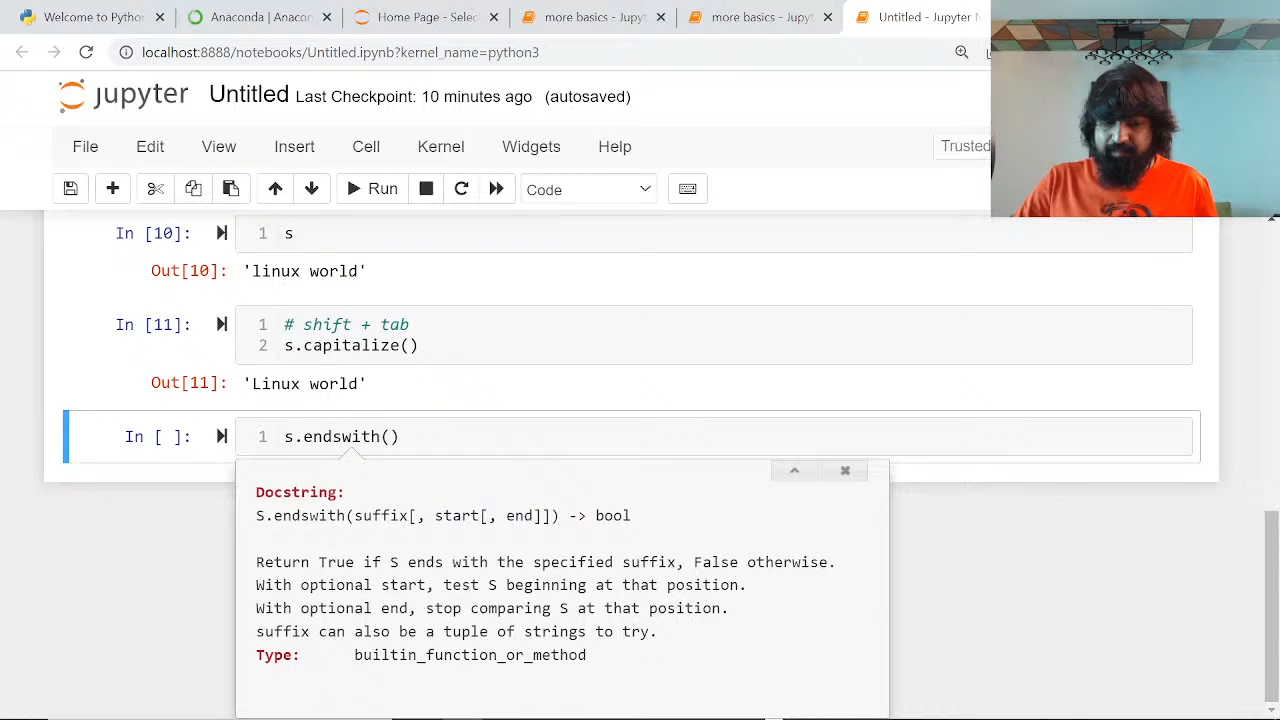 Welcome to Pytho
Anaconda | Anacon
Home Page - Select
more basics - Jupyt
more basics - Jupy
Untitled - Jupyter N
localhost:8888/notebooks/Untitled.ipynb?kernel_name=python3
jupyter Untitled Last Checkpoint: 10 minutes ago (autosaved)
File Edit View Insert Cell Kernel Widgets Help Trusted
Run Code
In [10]: 1 s
Out[10]: 'linux world'
In [11]: 1 # shift + tab
2 s.capitalize()
Out[11]: 'Linux world'
In [ ]: 1 s.endswith()
Docstring:
S.endswith(suffix[, start[, end]]) -> bool
Return True if S ends with the specified suffix, False otherwise.
With optional start, test S beginning at that position.
With optional end, stop comparing S at that position.
suffix can also be a tuple of strings to try.
Type: builtin_function_or_method